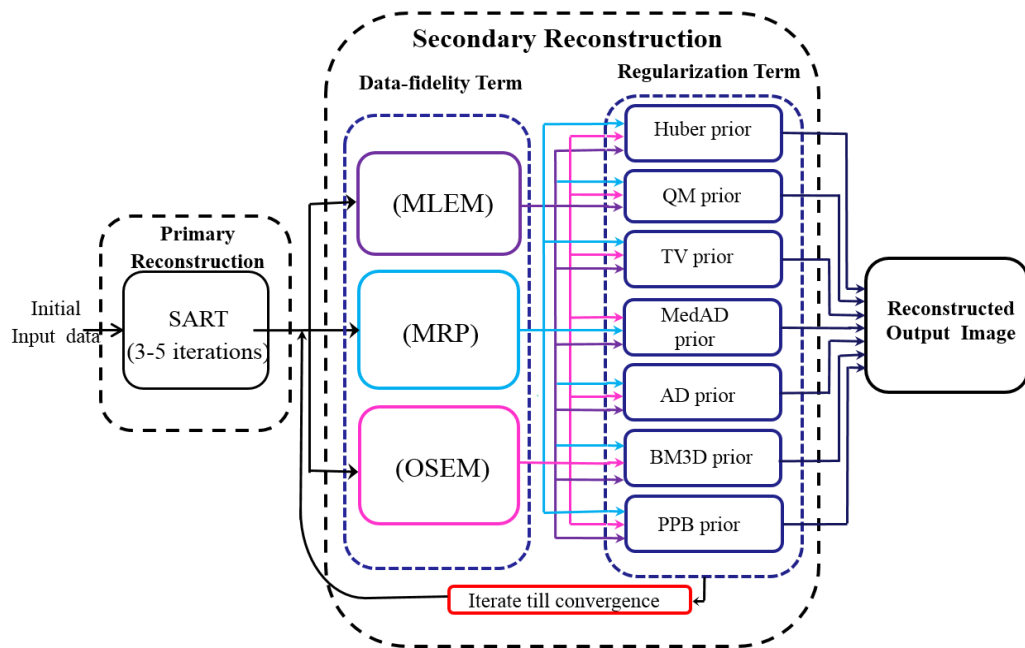 Secondary Reconstruction
Data-fidelity Term
Regularization Term
Primary
Reconstruction
Initial
Input data
SART
(3-5 iterations)
(MLEM)
(MRP)
(OSEM)
Huber prior
QM prior
TV prior
MedAD
prior
AD prior
BM3D prior
PPB prior
Iterate till convergence
Reconstructed
Output Image